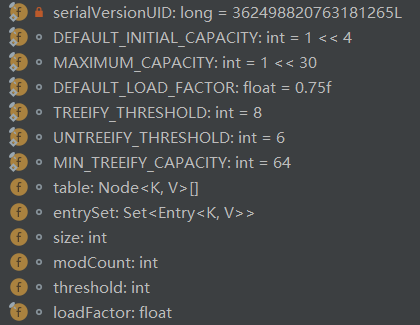 serialVersionUID: long = 362498820763181265L
DEFAULT_INITIAL_CAPACITY: int = 1 << 4
MAXIMUM_CAPACITY: int = 1 << 30
DEFAULT_LOAD_FACTOR: float = 0.75f
TREEIFY_THRESHOLD: int = 8
UNTREEIFY_THRESHOLD: int = 6
MIN_TREEIFY_CAPACITY: int = 64
table: Node<K, V>[]
entrySet: Set<Entry<K, V>>
size: int
modCount: int
threshold: int
loadFactor: float